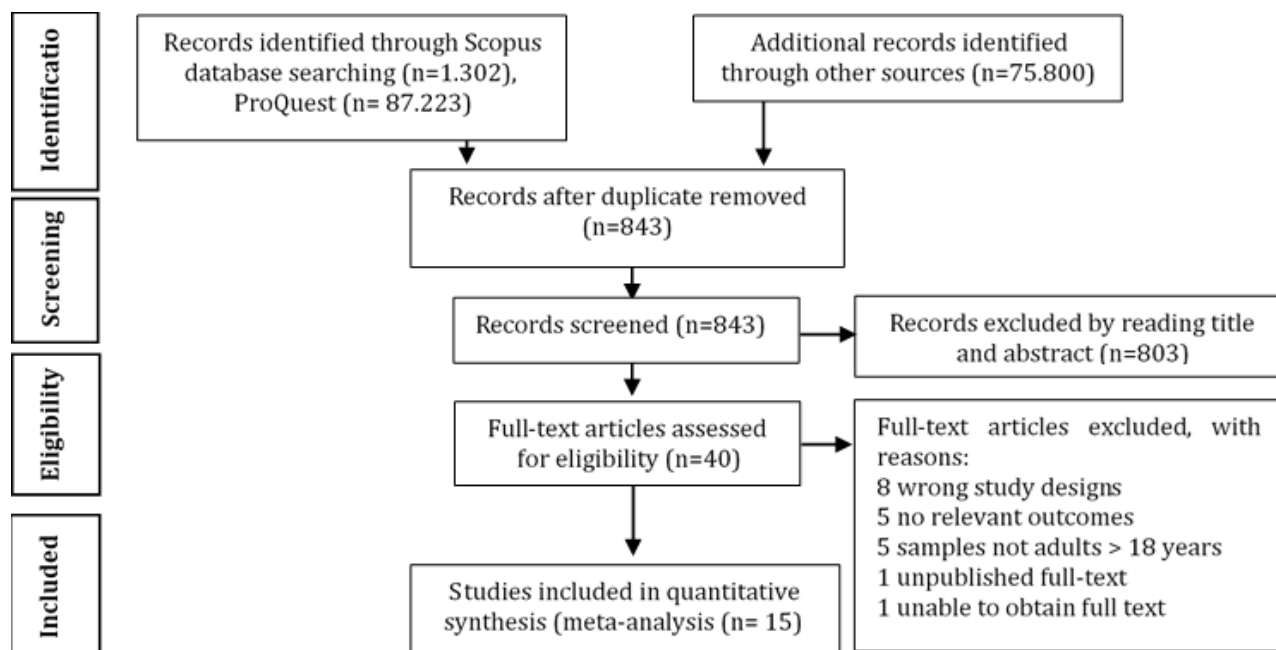 Identificatio
Records identified through Scopus
database searching (n=1.302),
ProQuest (n= 87.223)
Additional records identified
through other sources (n=75.800)
Records after duplicate removed
(n=843)
Screening
Records screened (n=843)
Records excluded by reading title
and abstract (n=803)
Eligibility
Full-text articles assessed
for eligibility (n=40)
Full-text articles excluded, with
reasons:
8 wrong study designs
5 no relevant outcomes
5 samples not adults > 18 years
1 unpublished full-text
1 unable to obtain full text
Included
Studies included in quantitative
synthesis (meta-analysis (n= 15)